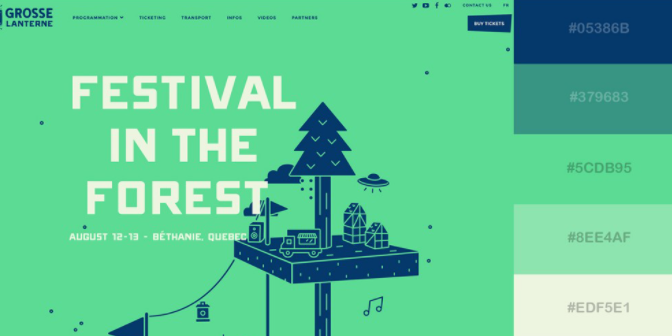 GROSSE
LANTERNE
PROGRAMMATION TICKETING TRANSPORT INFOS VIDEOS PARTNERS
CONTACT US FR
BUY TICKETS
FESTIVAL
IN THE
FOREST
AUGUST 12-13 - BÉTHANIE, QUEBEC
#05386B
#379683
#5CDB95
#8EE4AF
#EDF5E1